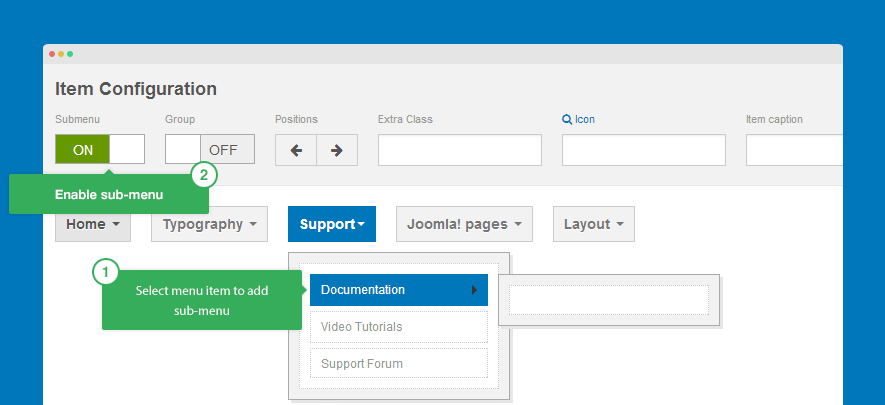 Item Configuration
Submenu Group Positions Extra Class Icon Item caption
ON OFF
2
Enable sub-menu
Home Typography Support Joomla! pages Layout
1
Select menu item to add
sub-menu
Documentation
Video Tutorials
Support Forum